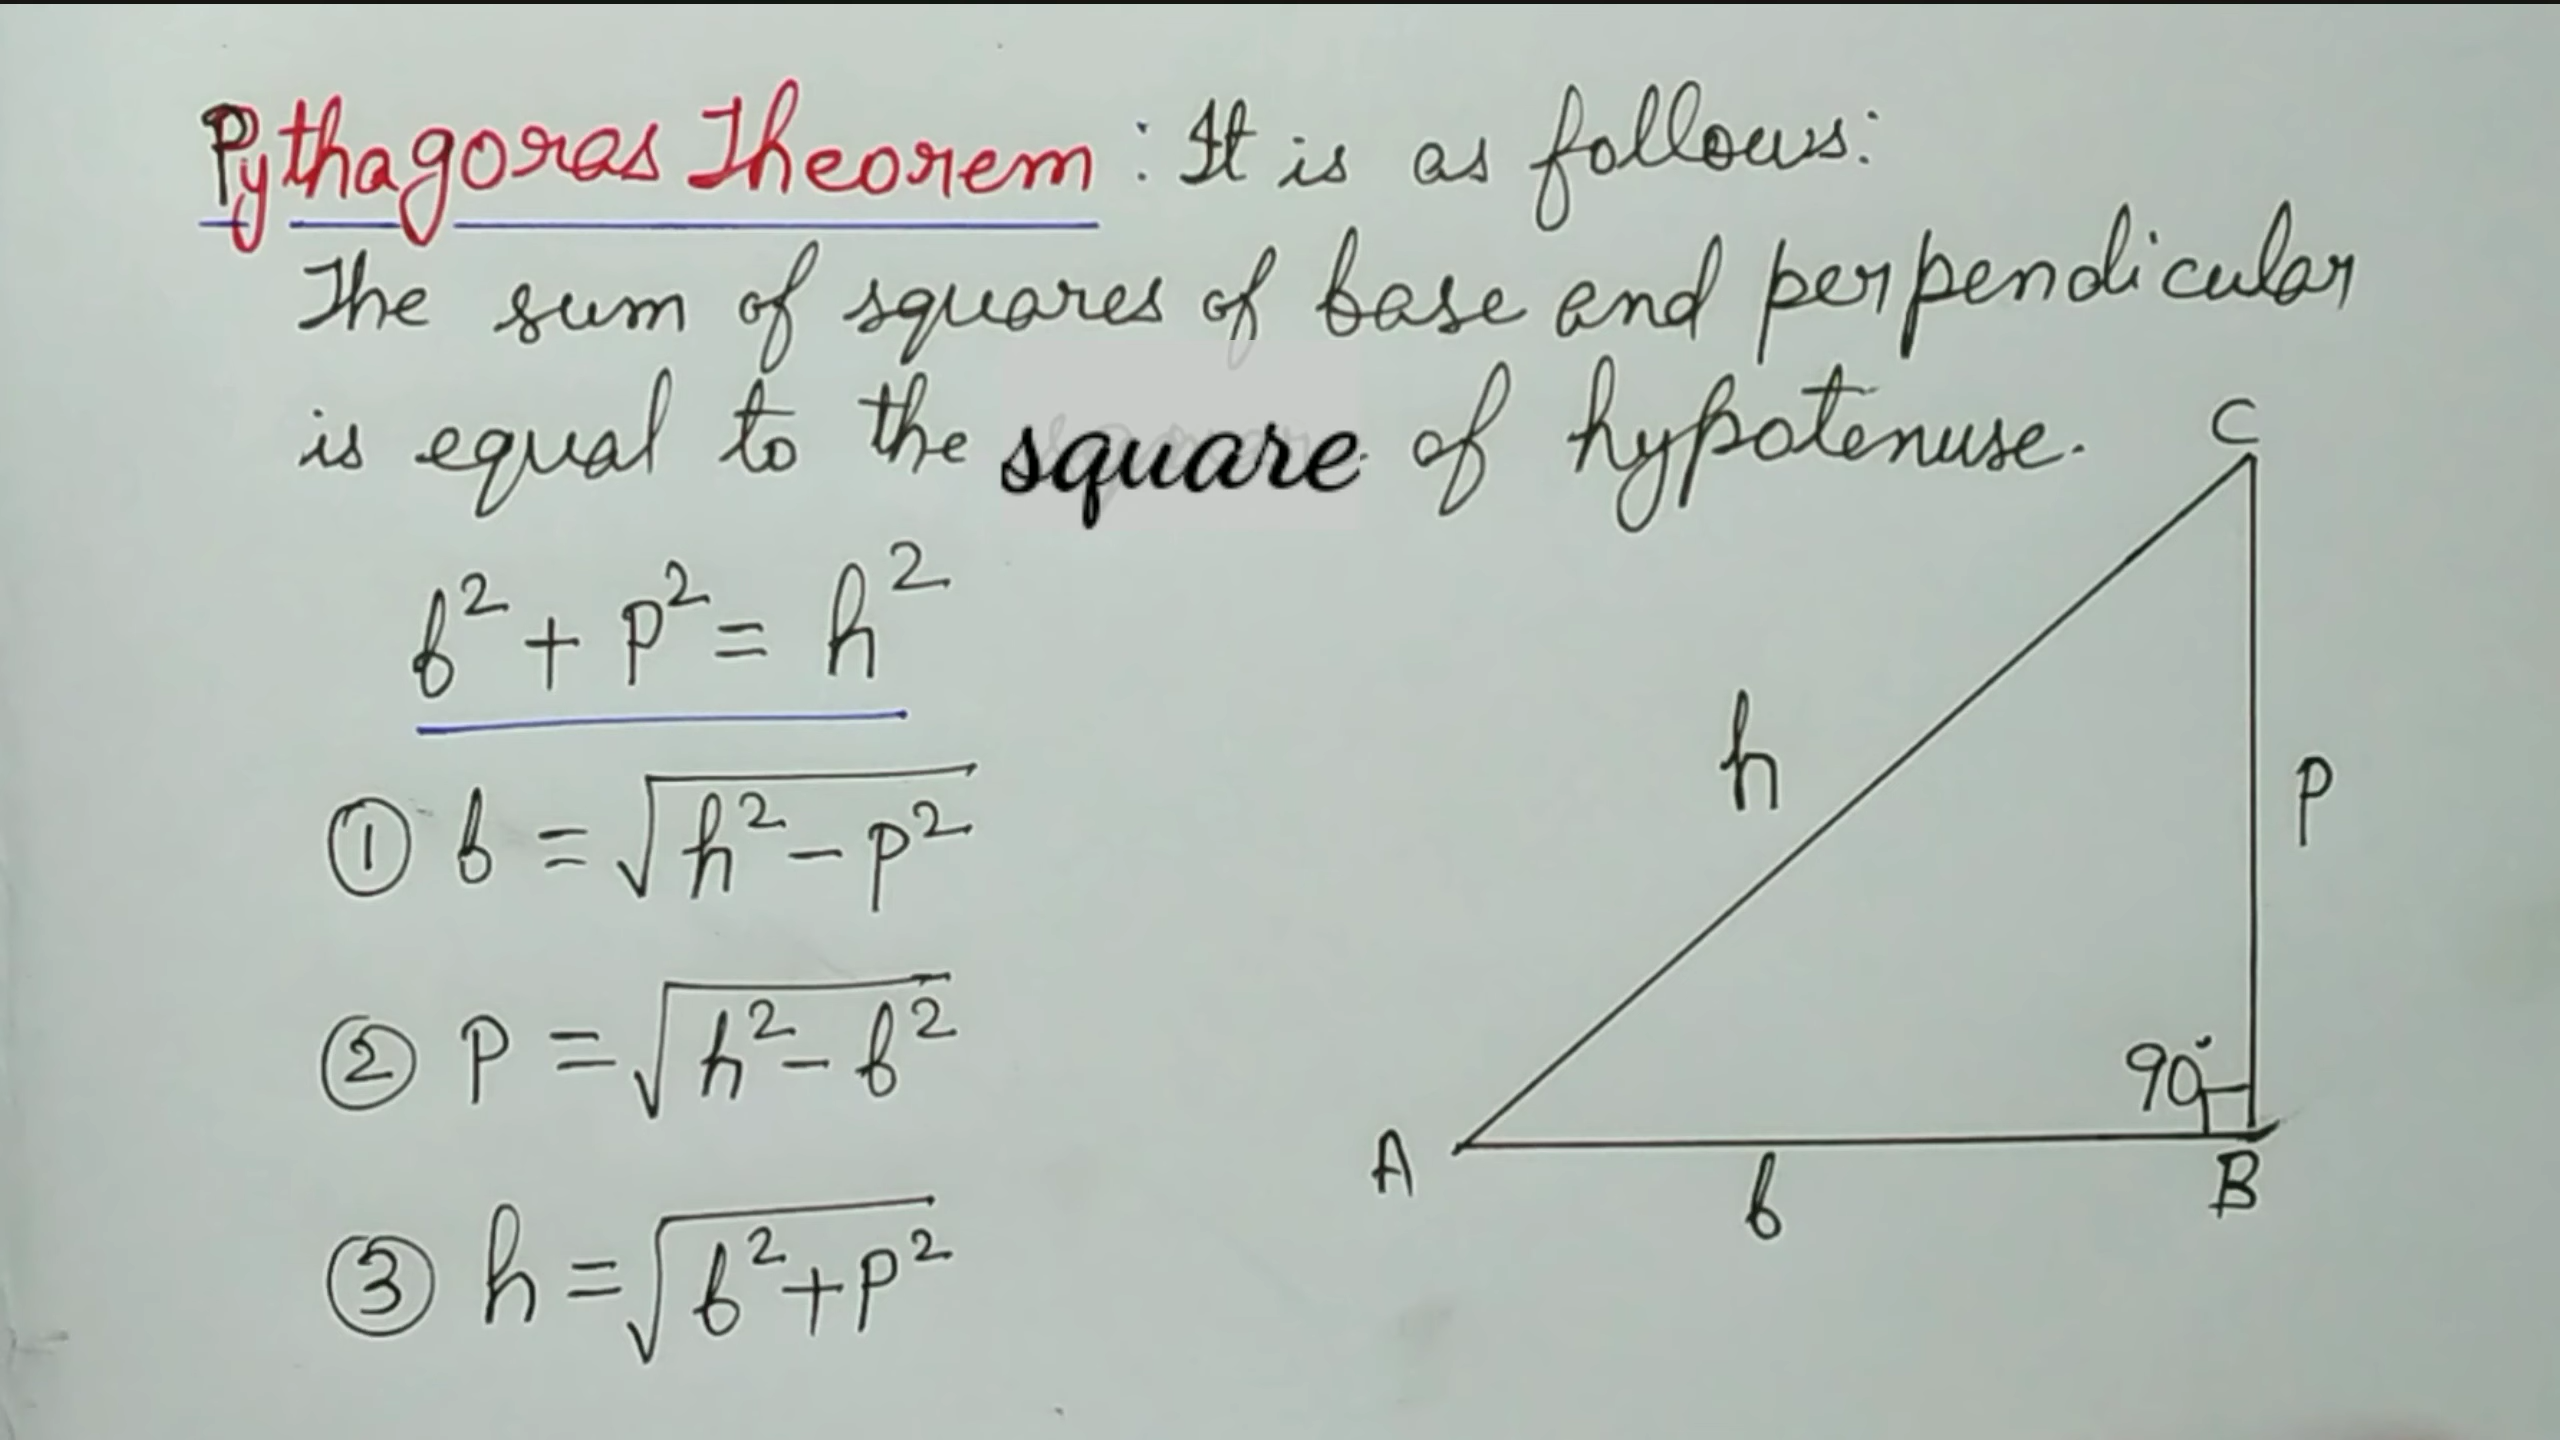 Pythagoras Theorem : It is as follows:
The sum of squares of base and perpendicular
is equal to the square of hypotenuse.
b² + p² = h²
① b = √(h² - p²)
② p = √(h² - b²)
③ h = √(b² + p²)
C
h
p
90°
A
b
B